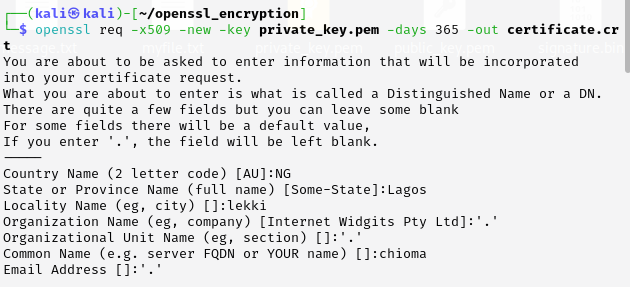 (kali㉿kali)-[~/openssl_encryption]
$ openssl req -x509 -new -key private_key.pem -days 365 -out certificate.cr
t
You are about to be asked to enter information that will be incorporated
into your certificate request.
What you are about to enter is what is called a Distinguished Name or a DN.
There are quite a few fields but you can leave some blank
For some fields there will be a default value,
If you enter '.', the field will be left blank.
-----
Country Name (2 letter code) [AU]:NG
State or Province Name (full name) [Some-State]:Lagos
Locality Name (eg, city) []:lekki
Organization Name (eg, company) [Internet Widgits Pty Ltd]:'.'
Organizational Unit Name (eg, section) []:'.'
Common Name (e.g. server FQDN or YOUR name) []:chioma
Email Address []:'.'